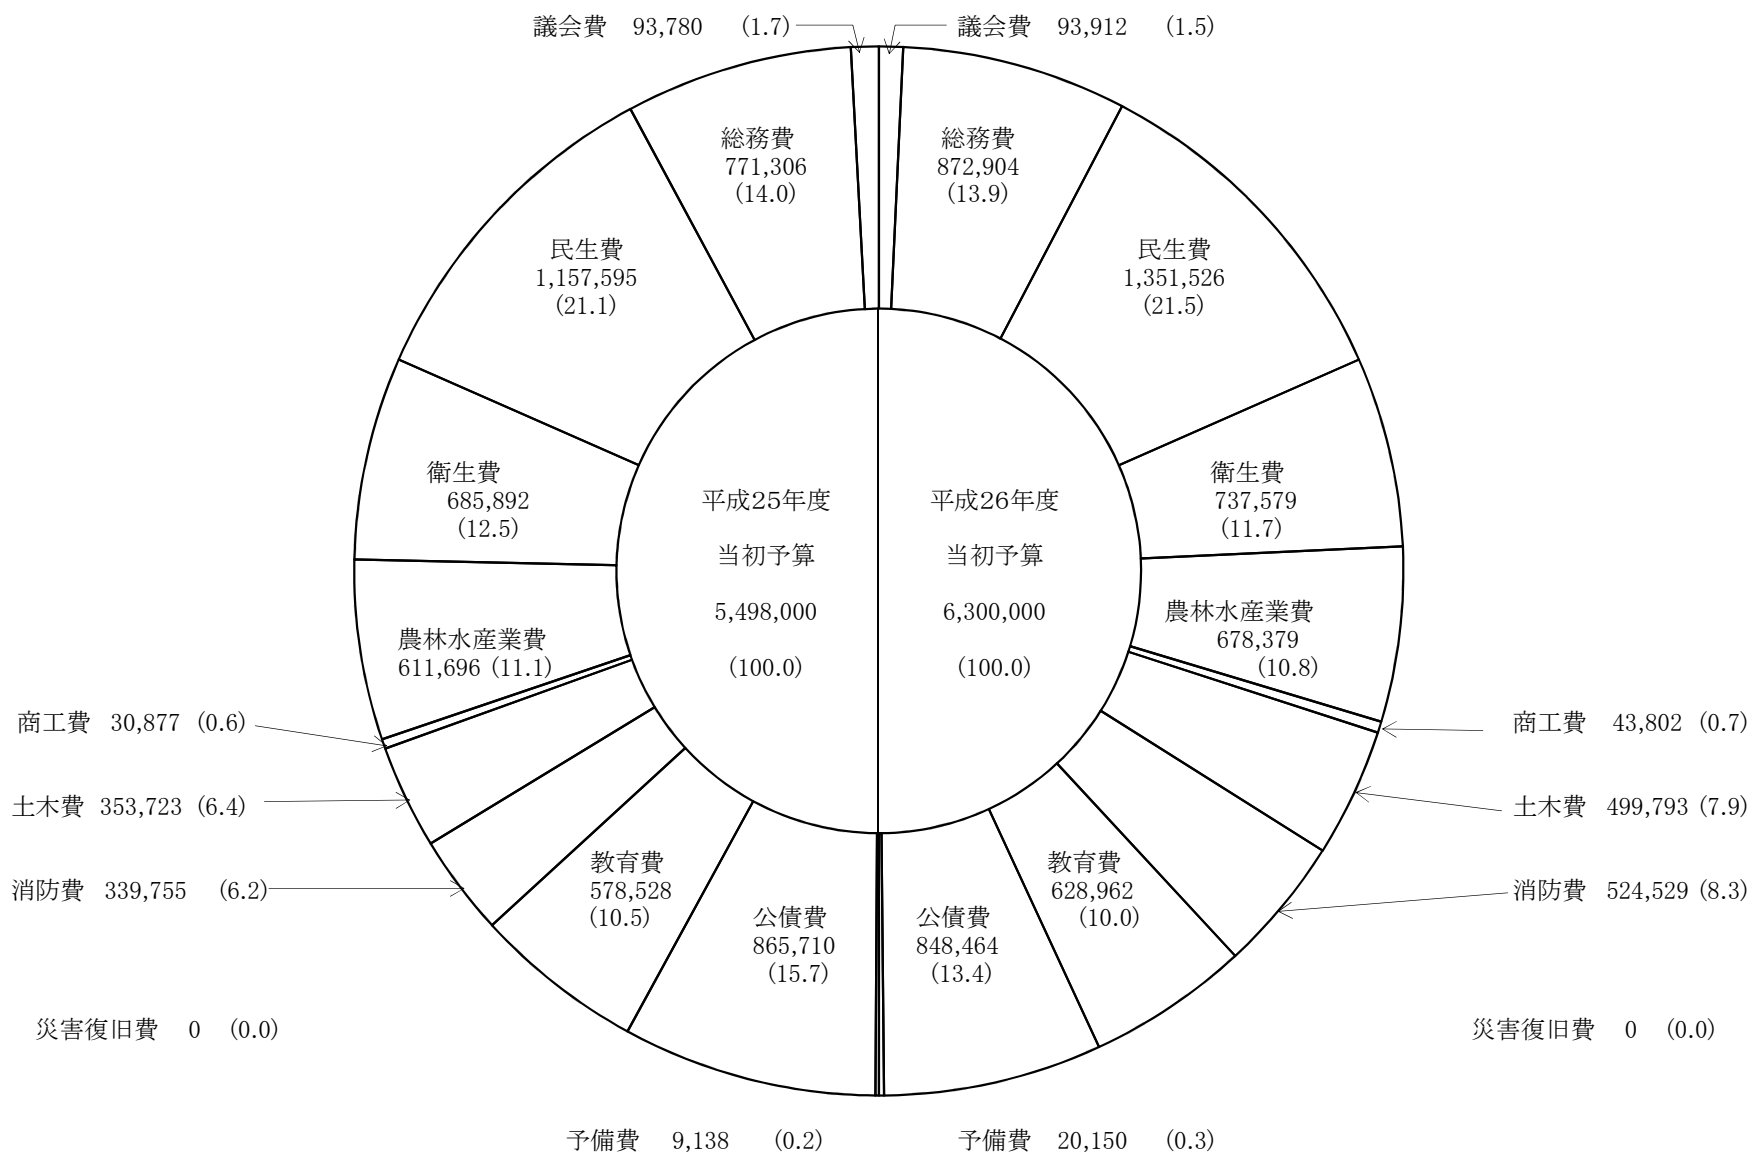 議会費 93,780 (1.7)
議会費 93,912 (1.5)
総務費
771,306
(14.0)
総務費
872,904
(13.9)
民生費
1,157,595
(21.1)
民生費
1,351,526
(21.5)
衛生費
685,892
(12.5)
衛生費
737,579
(11.7)
平成25年度
当初予算
5,498,000
(100.0)
平成26年度
当初予算
6,300,000
(100.0)
農林水産業費
611,696 (11.1)
農林水産業費
678,379
(10.8)
商工費 30,877 (0.6)
商工費 43,802 (0.7)
土木費 353,723 (6.4)
土木費 499,793 (7.9)
消防費 339,755 (6.2)
消防費 524,529 (8.3)
教育費
578,528
(10.5)
教育費
628,962
(10.0)
公債費
865,710
(15.7)
公債費
848,464
(13.4)
災害復旧費 0 (0.0)
災害復旧費 0 (0.0)
予備費 9,138 (0.2)
予備費 20,150 (0.3)